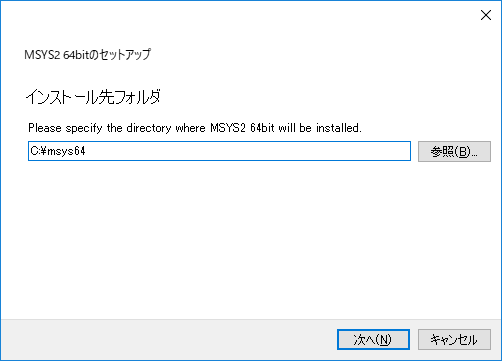 MSYS2 64bitのセットアップ
インストール先フォルダ
Please specify the directory where MSYS2 64bit will be installed.
C:¥msys64
参照(B)...
次へ(N)
キャンセル